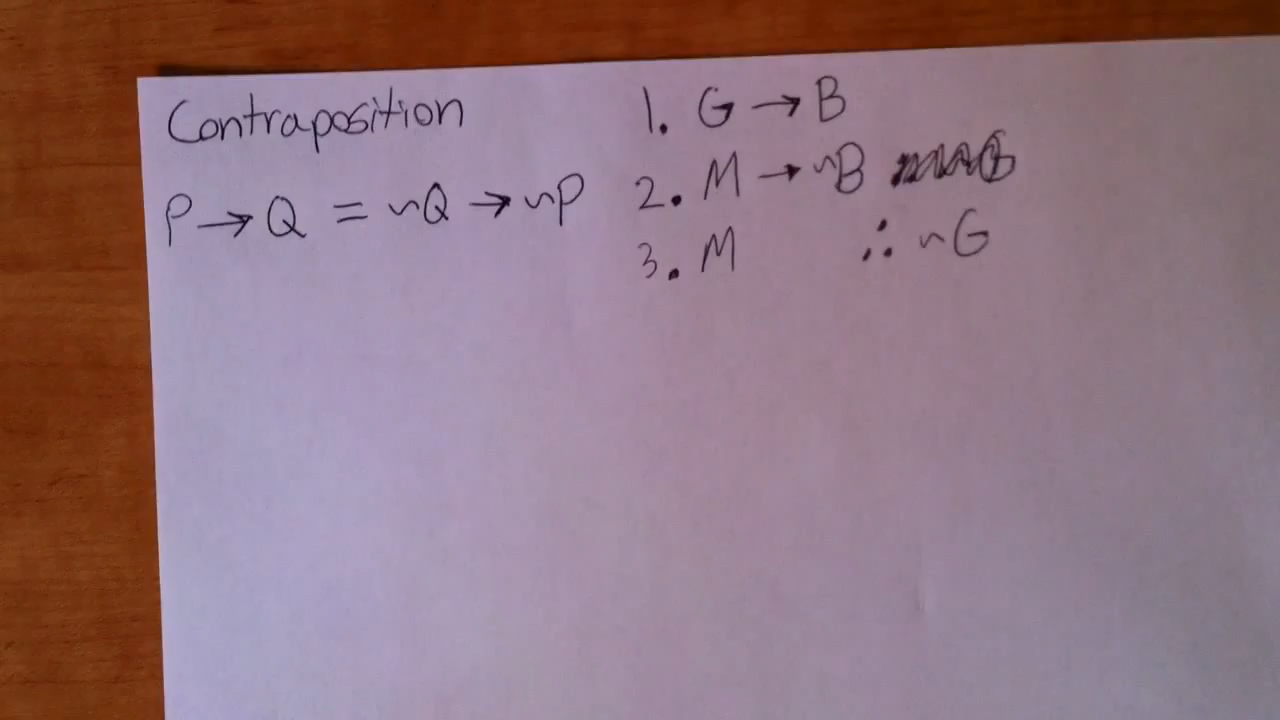 Contraposition
P → Q = ~Q → ~P
1. G → B
2. M → ~B
3. M ∴ ~G